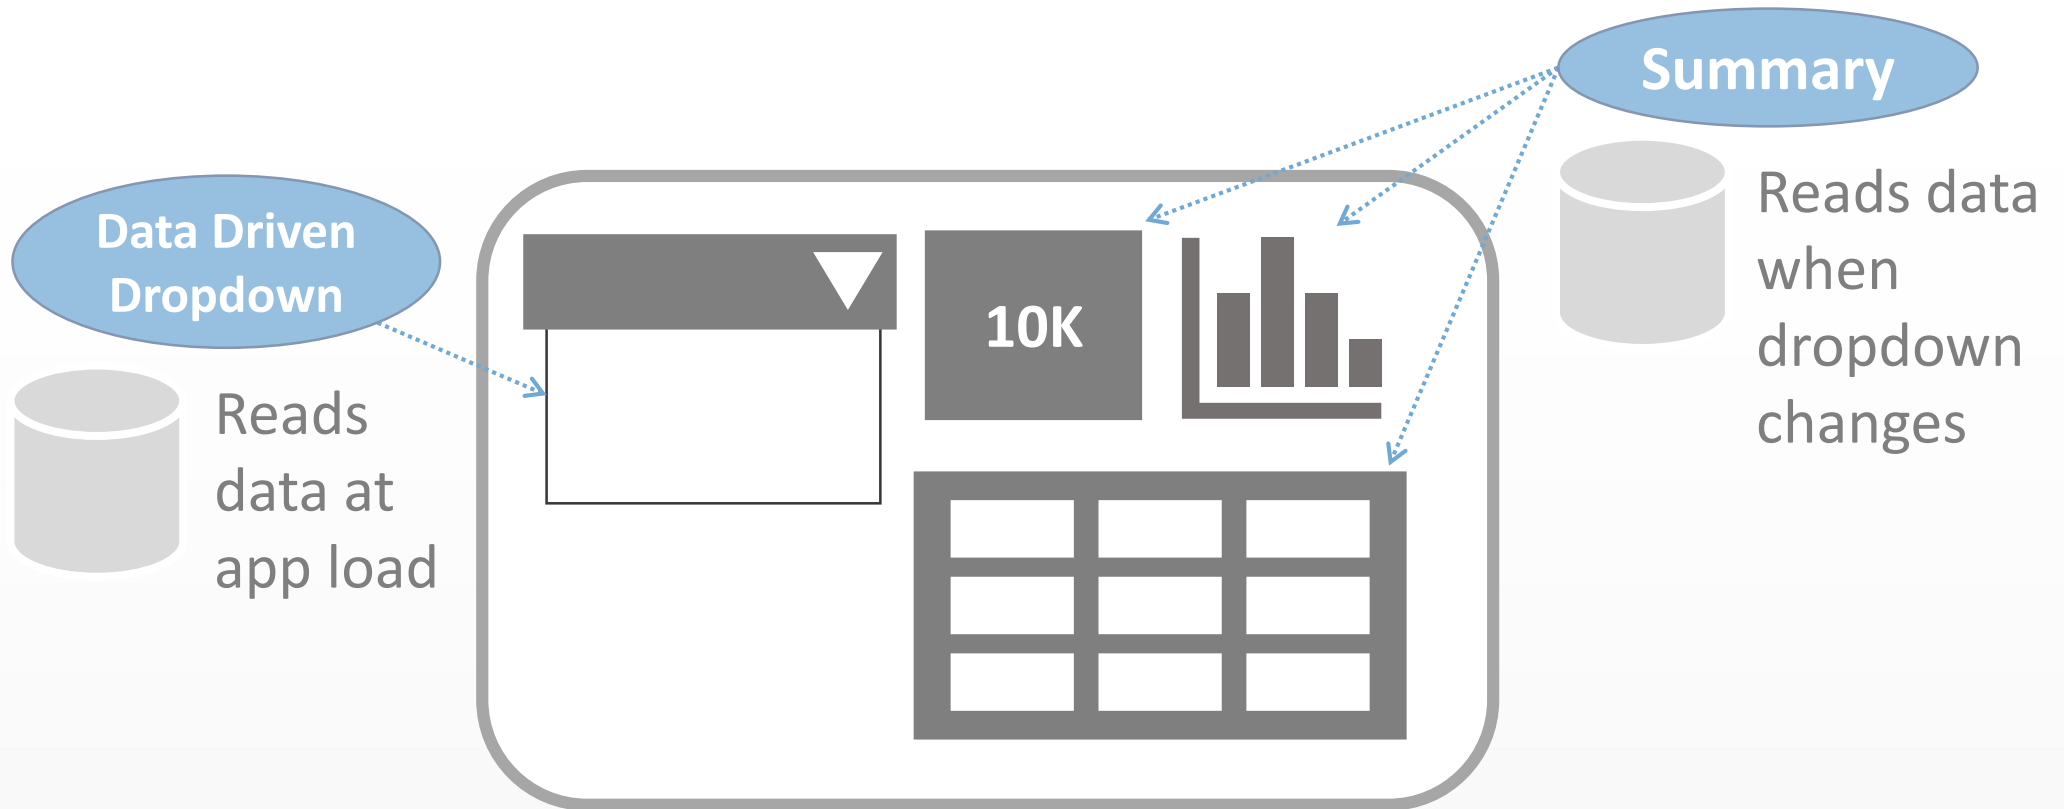 Data Driven
Dropdown
Reads
data at
app load
10K
Summary
Reads data
when
dropdown
changes